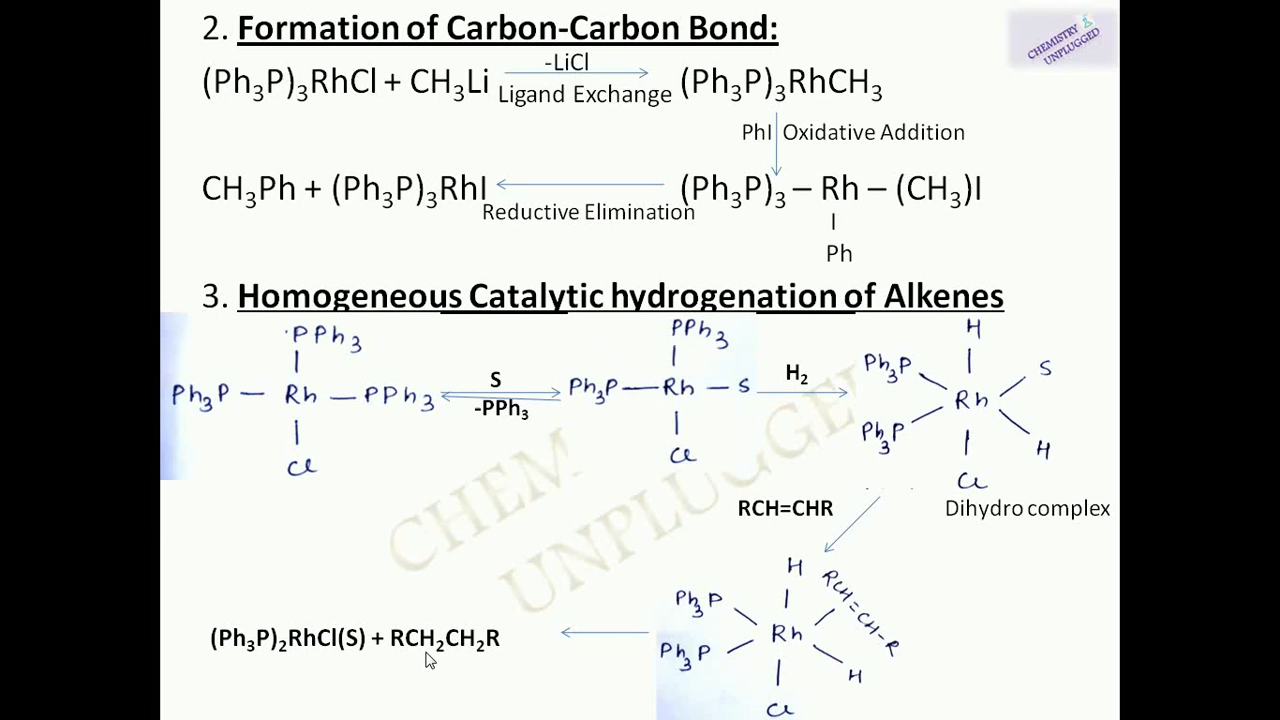 2. Formation of Carbon-Carbon Bond:
CHEMISTRY
UNPLUGGED
(Ph3P)3RhCl + CH3Li
-LiCl
Ligand Exchange
(Ph3P)3RhCH3
PhI Oxidative Addition
CH3Ph + (Ph3P)3RhI
Reductive Elimination
(Ph3P)3 – Rh – (CH3)I
I
Ph
3. Homogeneous Catalytic hydrogenation of Alkenes
PPh3
Ph3P — Rh — PPh3
Cl
S
-PPh3
PPh3
Ph3P — Rh — S
Cl
H2
H
Ph3P S
Rh
Ph3P H
Cl
Dihydro complex
RCH=CHR
CHEM
UNPLUGGE
H
Ph3P RCH=CH-R
Rh
Ph3P H
Cl
(Ph3P)2RhCl(S) + RCH2CH2R